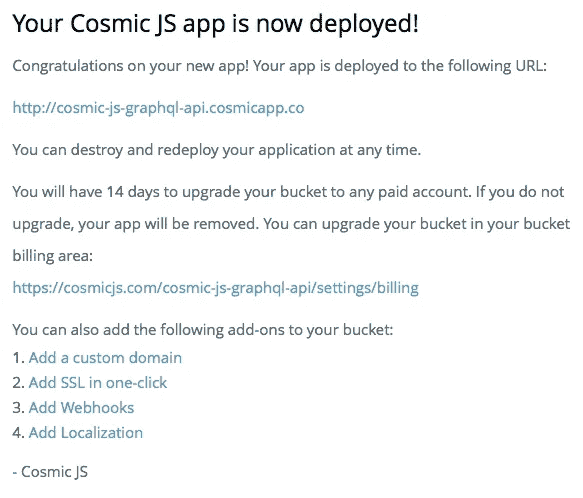 Your Cosmic JS app is now deployed!
Congratulations on your new app! Your app is deployed to the following URL:
http://cosmic-js-graphql-api.cosmicapp.co
You can destroy and redeploy your application at any time.
You will have 14 days to upgrade your bucket to any paid account. If you do not
upgrade, your app will be removed. You can upgrade your bucket in your bucket
billing area:
https://cosmicjs.com/cosmic-js-graphql-api/settings/billing
You can also add the following add-ons to your bucket:
1. Add a custom domain
2. Add SSL in one-click
3. Add Webhooks
4. Add Localization
- Cosmic JS